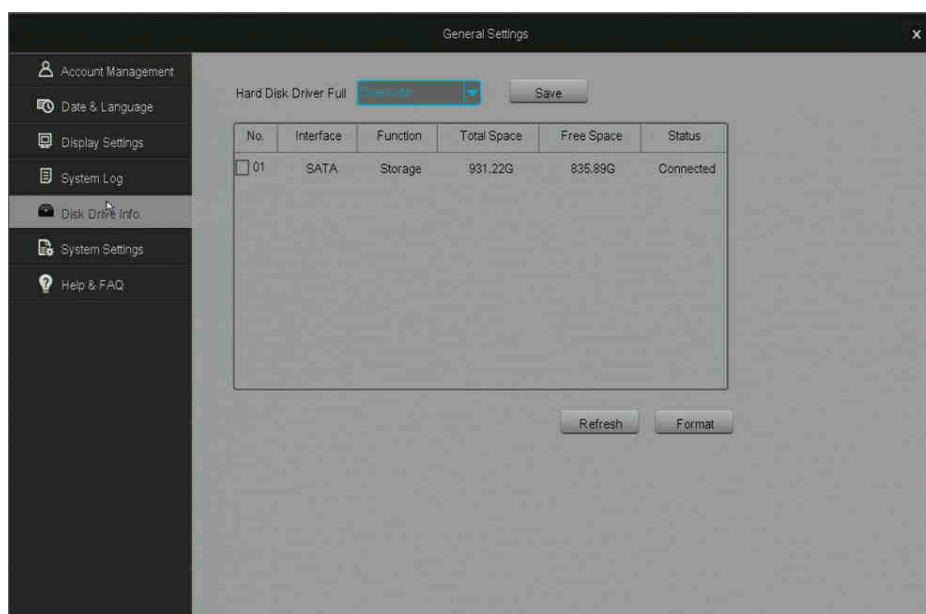 General Settings
X
Account Management
Date & Language
Display Settings
System Log
Disk Drive Info
System Settings
Help & FAQ
Hard Disk Driver Full Overwrite Save
No. Interface Function Total Space Free Space Status
01 SATA Storage 931.22G 835.89G Connected
Refresh Format